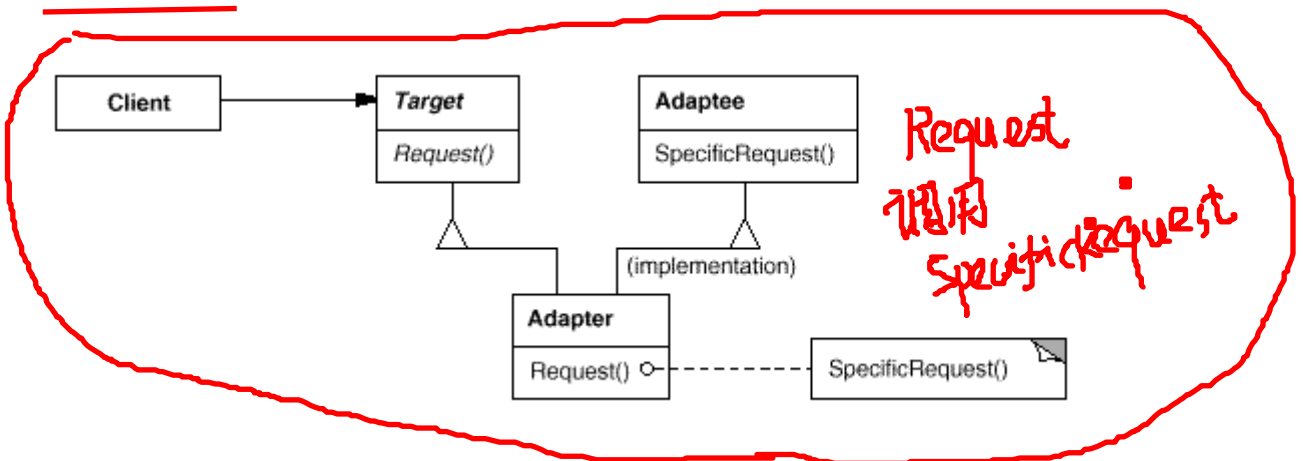 Client
Target
Request()
Adaptee
SpecificRequest()
Request
调用
SpecificRequest
(implementation)
Adapter
Request()
SpecificRequest()